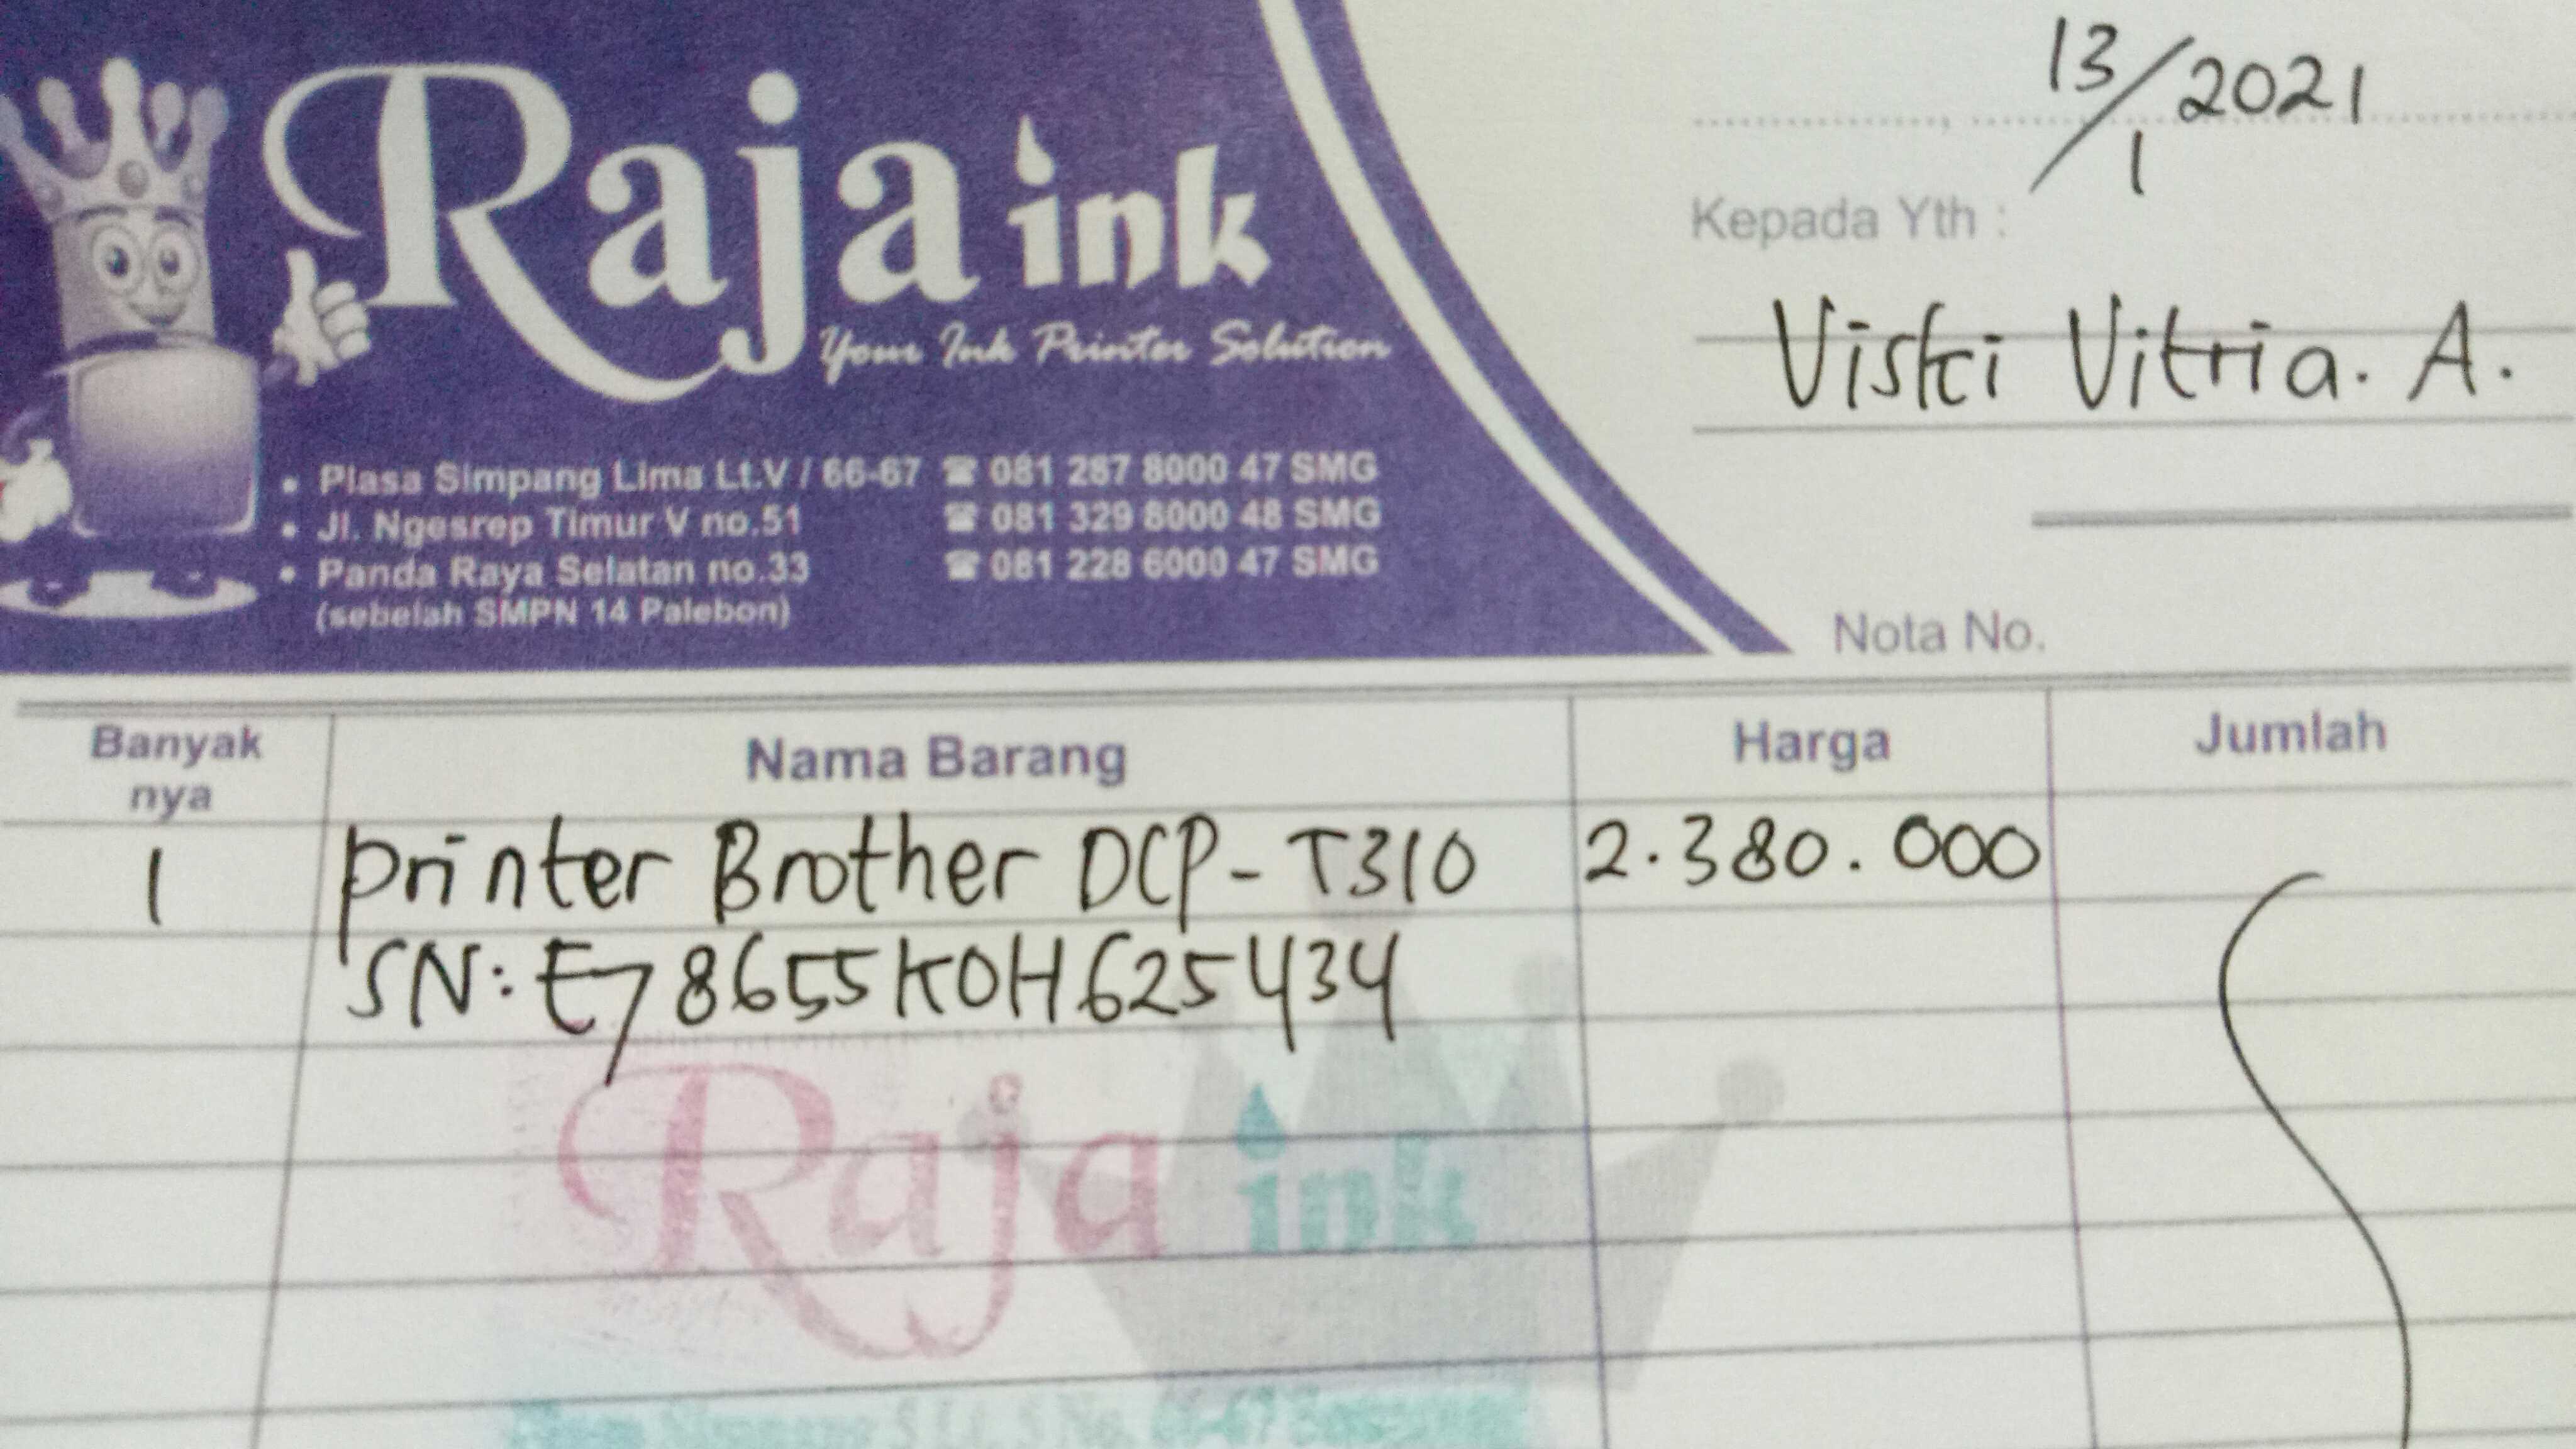 Raja ink
Your Ink Printer Solution
• Plasa Simpang Lima Lt.V / 66-67 ☎ 081 287 8000 47 SMG
• Jl. Ngesrep Timur V no.51 ☎ 081 329 8000 48 SMG
• Panda Raya Selatan no.33 ☎ 081 228 6000 47 SMG
(sebelah SMPN 14 Palebon)
13/1 2021
Kepada Yth :
Viski Vitria. A.
Nota No.
Banyak nya Nama Barang Harga Jumlah
1 printer Brother DCP-T310 2.380.000
SN: E78655K0H625434
Raja ink